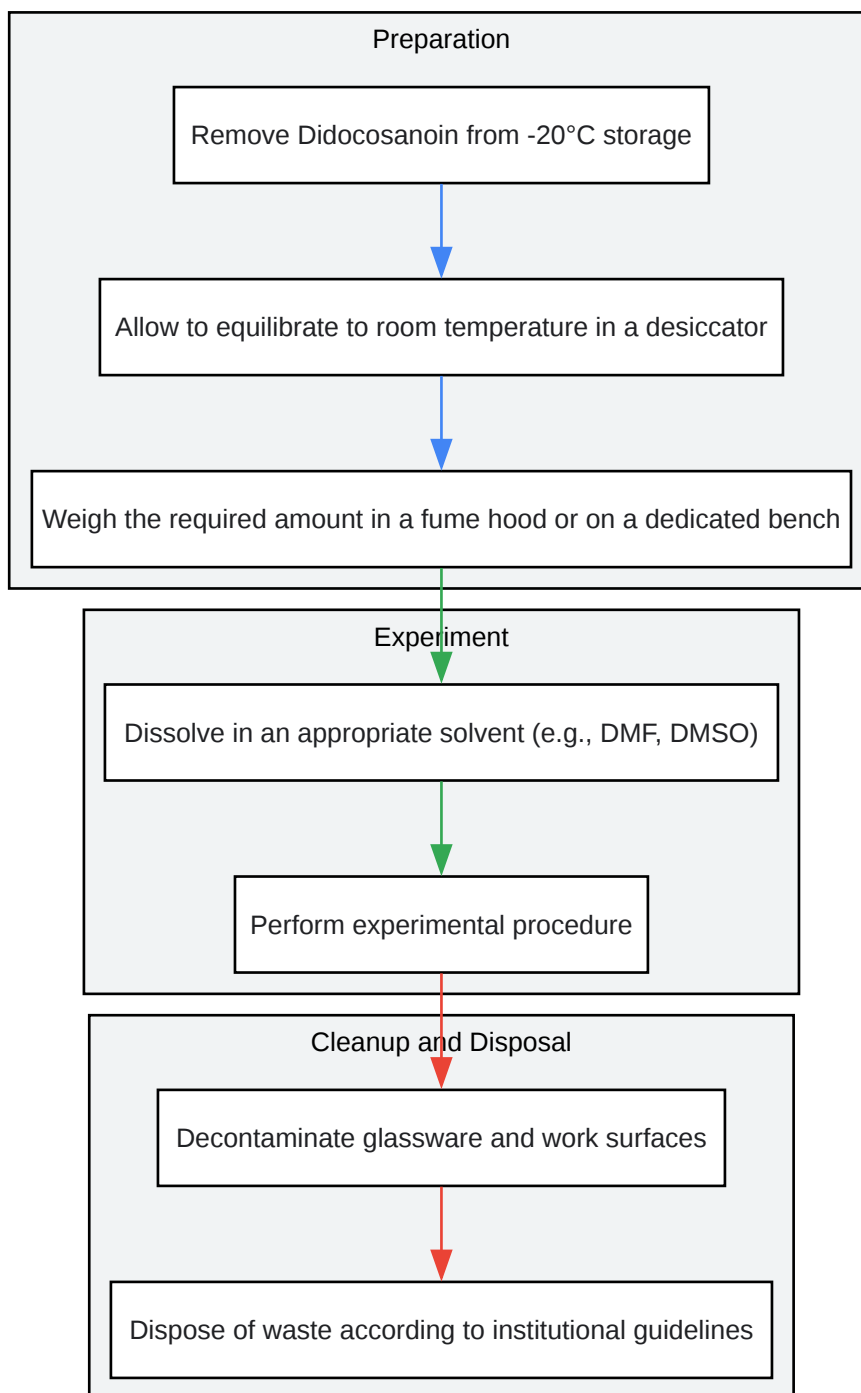 Preparation
Remove Didocosanoin from -20°C storage
Allow to equilibrate to room temperature in a desiccator
Weigh the required amount in a fume hood or on a dedicated bench
Experiment
Dissolve in an appropriate solvent (e.g., DMF, DMSO)
Perform experimental procedure
Cleanup and Disposal
Decontaminate glassware and work surfaces
Dispose of waste according to institutional guidelines